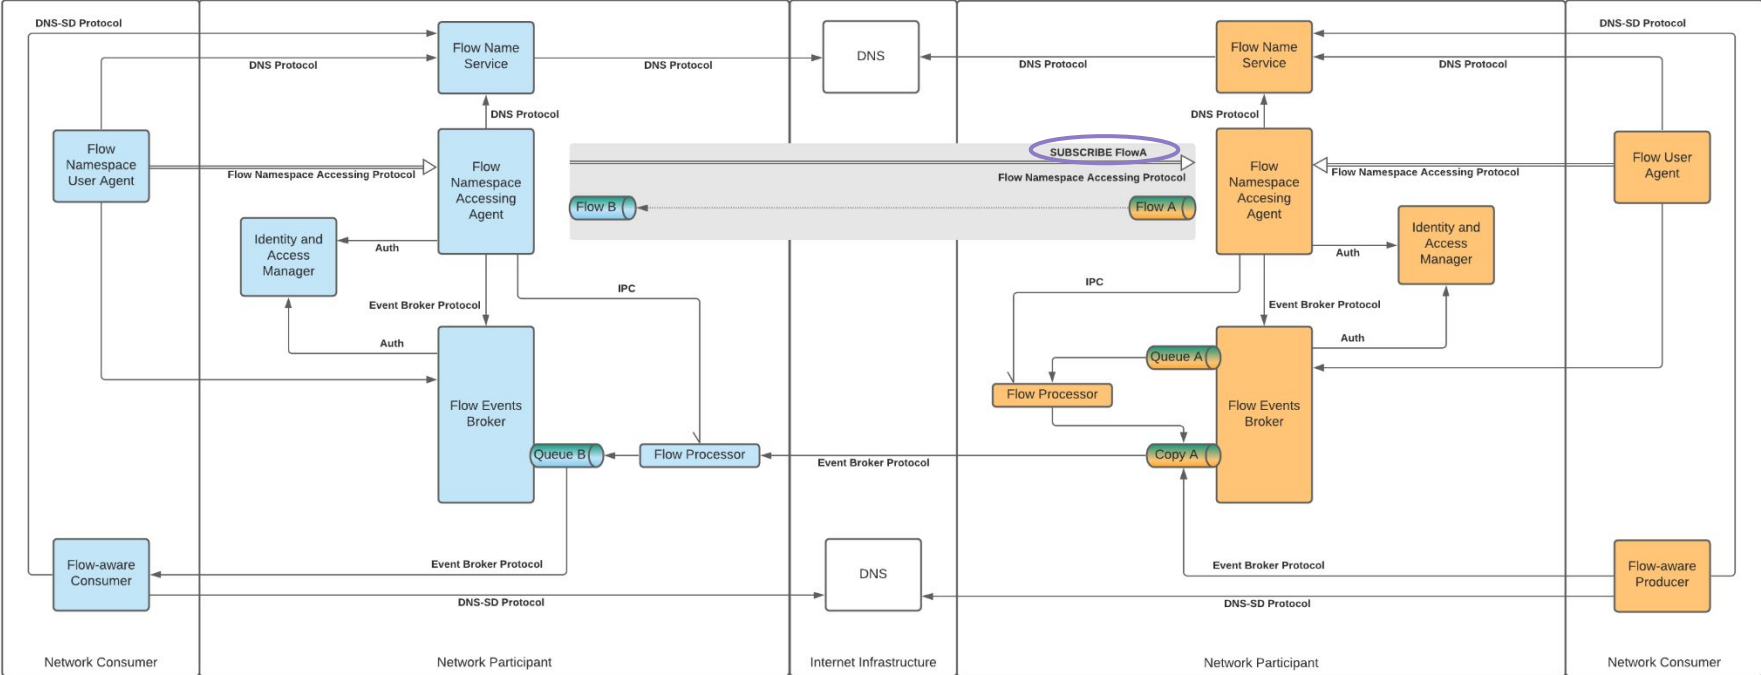 DNS-SD Protocol
DNS Protocol
Flow Name
Service
DNS Protocol
DNS
DNS Protocol
Flow Name
Service
DNS-SD Protocol
DNS Protocol
DNS Protocol
DNS Protocol
Flow
Namespace
User Agent
Flow Namespace Accessing Protocol
Flow
Namespace
Accessing
Agent
SUBSCRIBE FlowA
Flow Namespace Accessing Protocol
Flow B
Flow A
Flow
Namespace
Accesing
Agent
Flow Namespace Accessing Protocol
Flow User
Agent
Identity and
Access
Manager
Auth
Auth
Identity and
Access
Manager
IPC
IPC
Event Broker Protocol
Event Broker Protocol
Auth
Auth
Queue A
Flow Processor
Flow Events
Broker
Flow Events
Broker
Queue B
Flow Processor
Event Broker Protocol
Copy A
Flow-aware
Consumer
Event Broker Protocol
DNS-SD Protocol
DNS
Event Broker Protocol
DNS-SD Protocol
Flow-aware
Producer
Network Consumer
Network Participant
Internet Infrastructure
Network Participant
Network Consumer